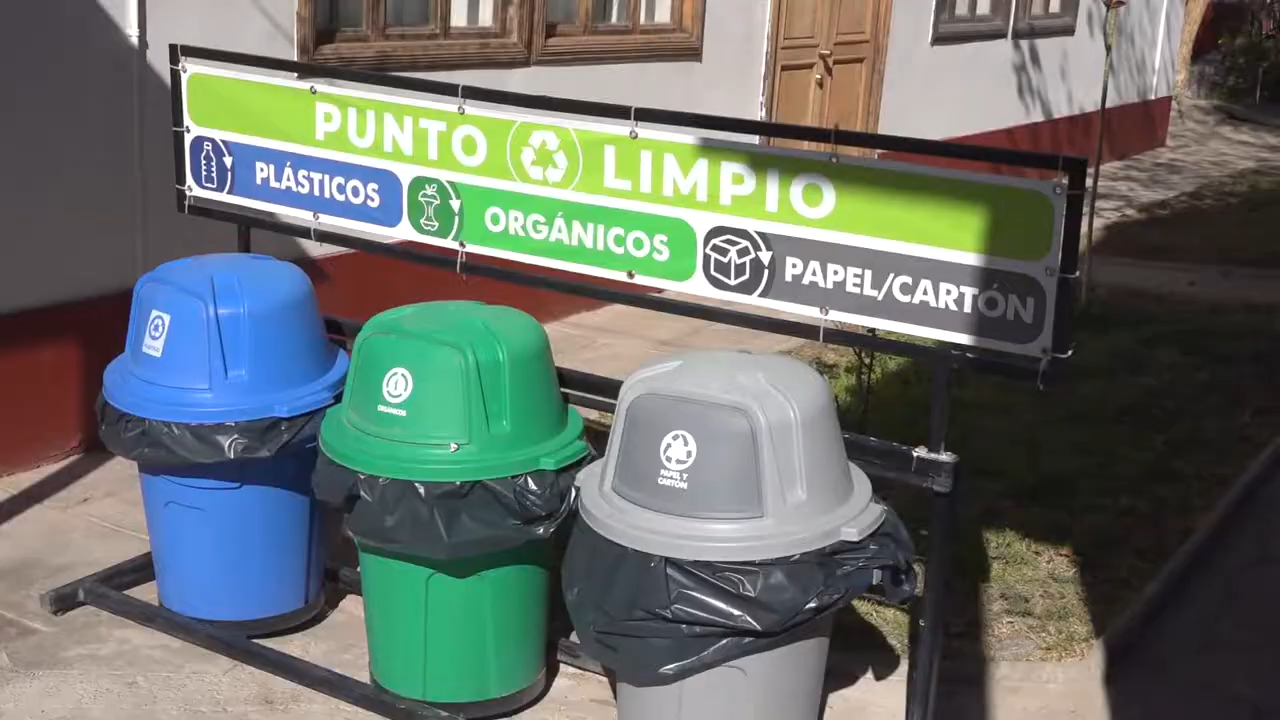 PUNTO LIMPIO
PLÁSTICOS
ORGÁNICOS
PAPEL/CARTÓN
ORGÁNICOS
PAPEL Y
CARTÓN